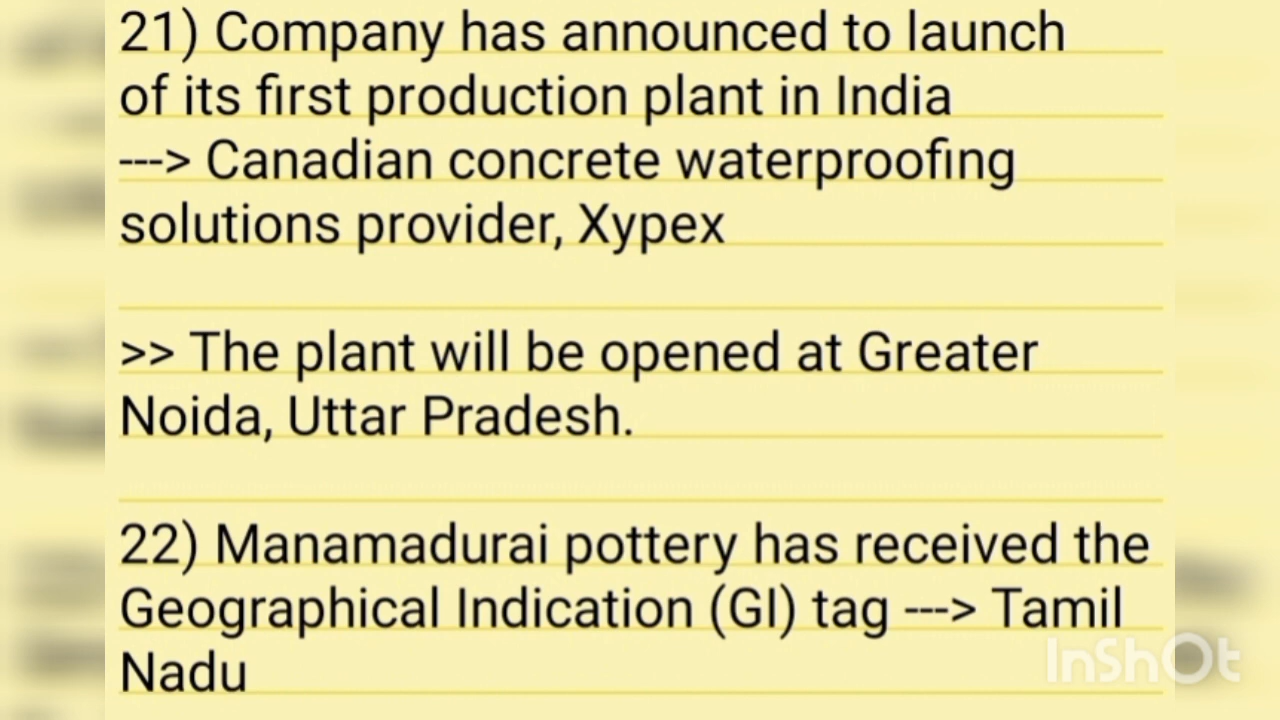 21) Company has announced to launch
of its first production plant in India
---> Canadian concrete waterproofing
solutions provider, Xypex
>> The plant will be opened at Greater
Noida, Uttar Pradesh.
22) Manamadurai pottery has received the
Geographical Indication (GI) tag ---> Tamil
Nadu
InShOt